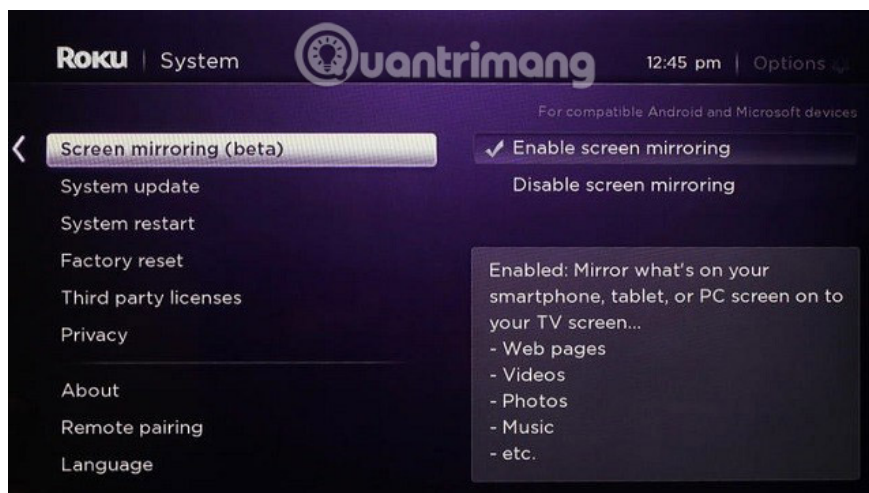 Roku | System
Quantrimang
12:45 pm | Options
For compatible Android and Microsoft devices
Screen mirroring (beta)
Enable screen mirroring
System update
Disable screen mirroring
System restart
Factory reset
Third party licenses
Privacy
About
Remote pairing
Language
Enabled: Mirror what's on your
smartphone, tablet, or PC screen on to
your TV screen...
- Web pages
- Videos
- Photos
- Music
- etc.